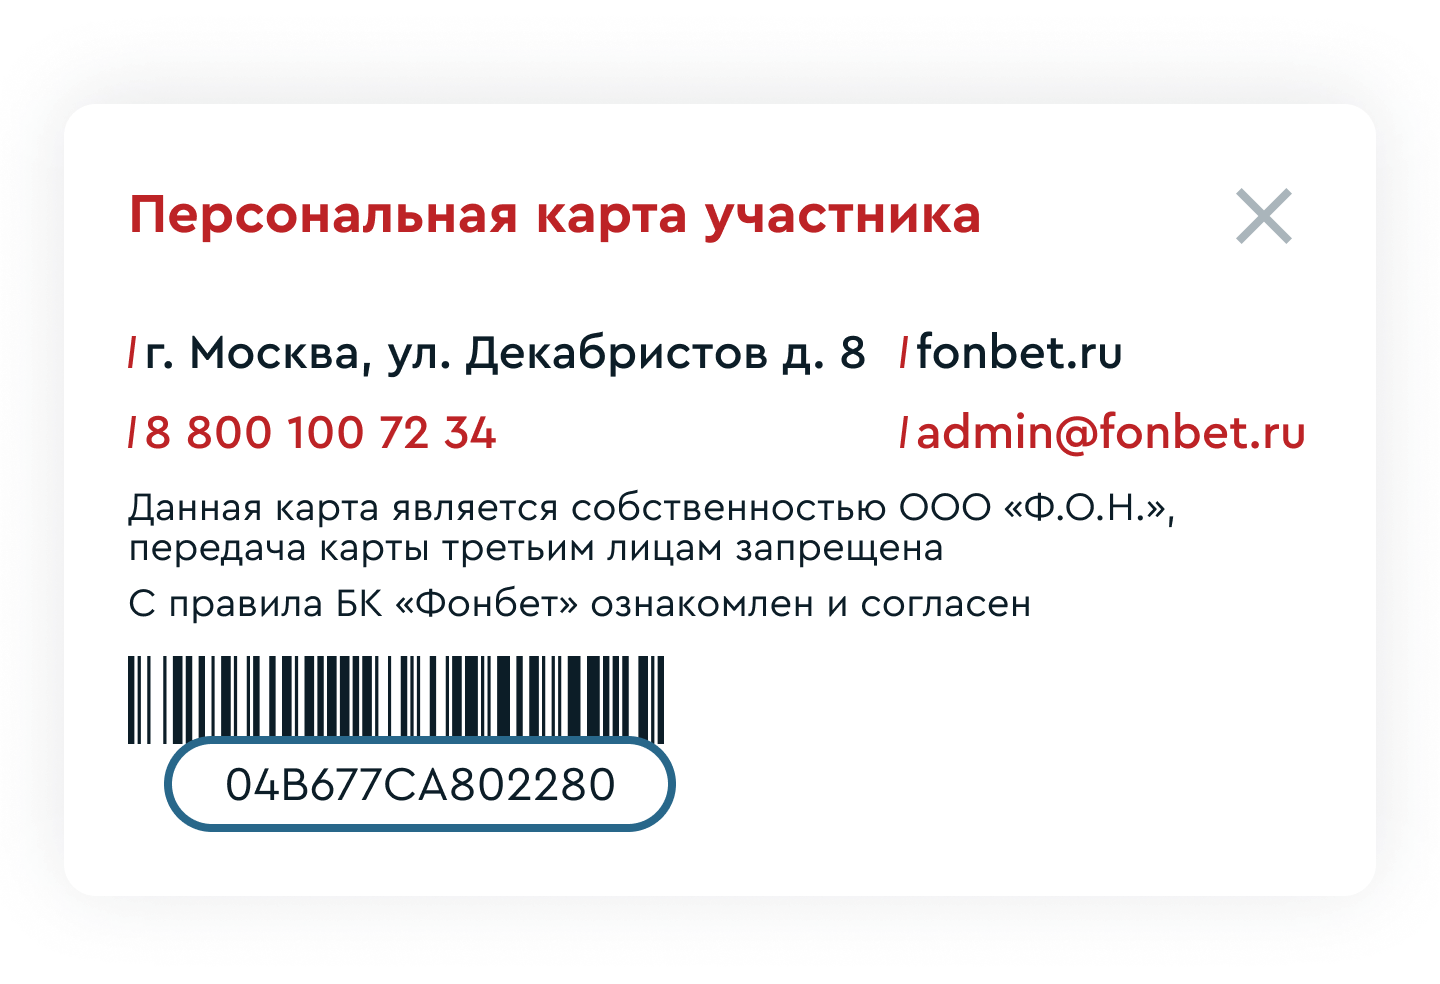 Персональная карта участника
г. Москва, ул. Декабристов д. 8
fonbet.ru
8 800 100 72 34
admin@fonbet.ru
Данная карта является собственностью ООО «Ф.О.Н.»,
передача карты третьим лицам запрещена
С правила БК «Фонбет» ознакомлен и согласен
04B677CA802280